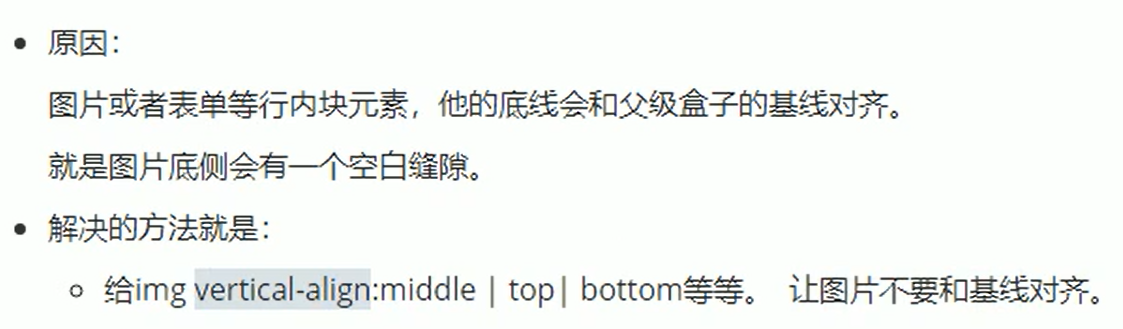 原因：
图片或者表单等行内块元素，他的底线会和父级盒子的基线对齐。
就是图片底侧会有一个空白缝隙。
解决的方法就是：
给img vertical-align:middle | top| bottom等等。 让图片不要和基线对齐。